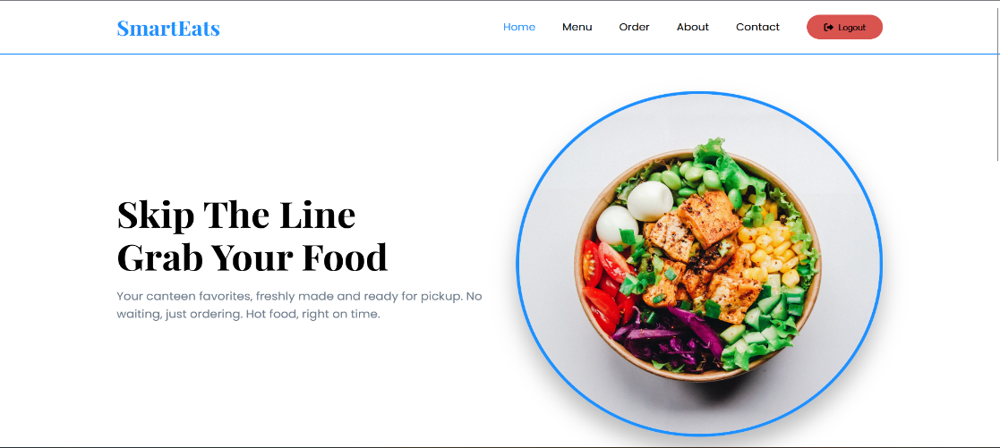 SmartEats
Home
Menu
Order
About
Contact
Logout
Skip The Line
Grab Your Food
Your canteen favorites, freshly made and ready for pickup. No
waiting, just ordering. Hot food, right on time.